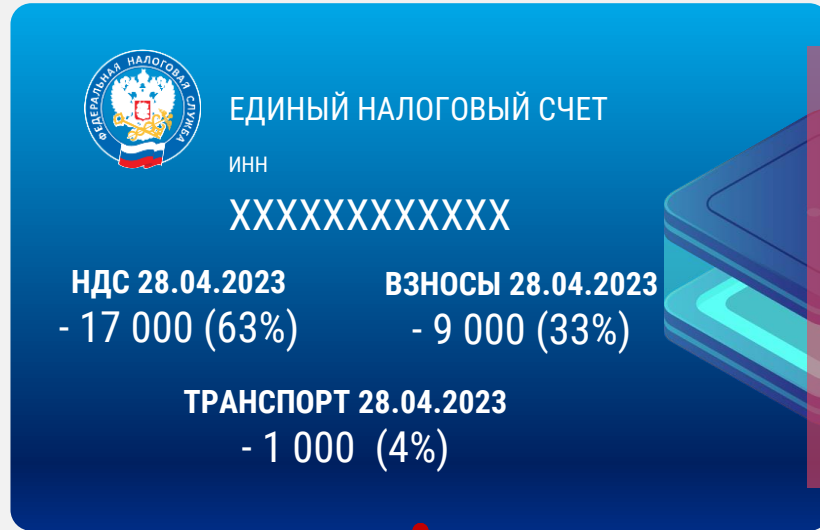 ФЕДЕРАЛЬНАЯ НАЛОГОВАЯ СЛУЖБА
ЕДИНЫЙ НАЛОГОВЫЙ СЧЕТ
ИНН
XXXXXXXXXXXX
НДС 28.04.2023
- 17 000 (63%)
ВЗНОСЫ 28.04.2023
- 9 000 (33%)
ТРАНСПОРТ 28.04.2023
- 1 000 (4%)